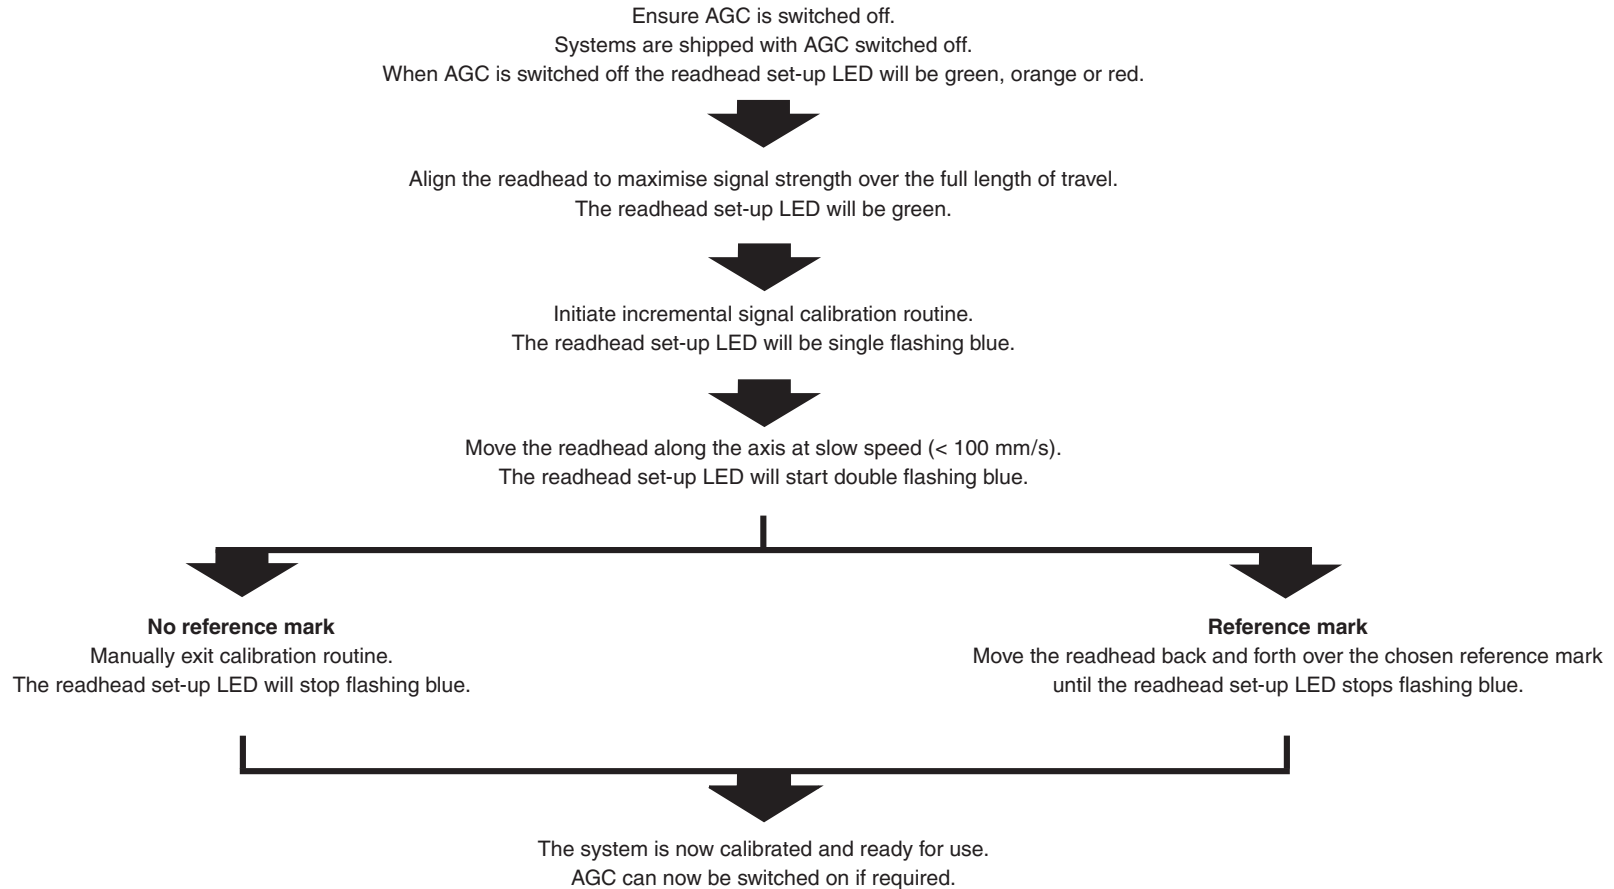 Ensure AGC is switched off.
Systems are shipped with AGC switched off.
When AGC is switched off the readhead set-up LED will be green, orange or red.
Align the readhead to maximise signal strength over the full length of travel.
The readhead set-up LED will be green.
Initiate incremental signal calibration routine.
The readhead set-up LED will be single flashing blue.
Move the readhead along the axis at slow speed (< 100 mm/s).
The readhead set-up LED will start double flashing blue.
No reference mark
Manually exit calibration routine.
The readhead set-up LED will stop flashing blue.
Reference mark
Move the readhead back and forth over the chosen reference mark
until the readhead set-up LED stops flashing blue.
The system is now calibrated and ready for use.
AGC can now be switched on if required.